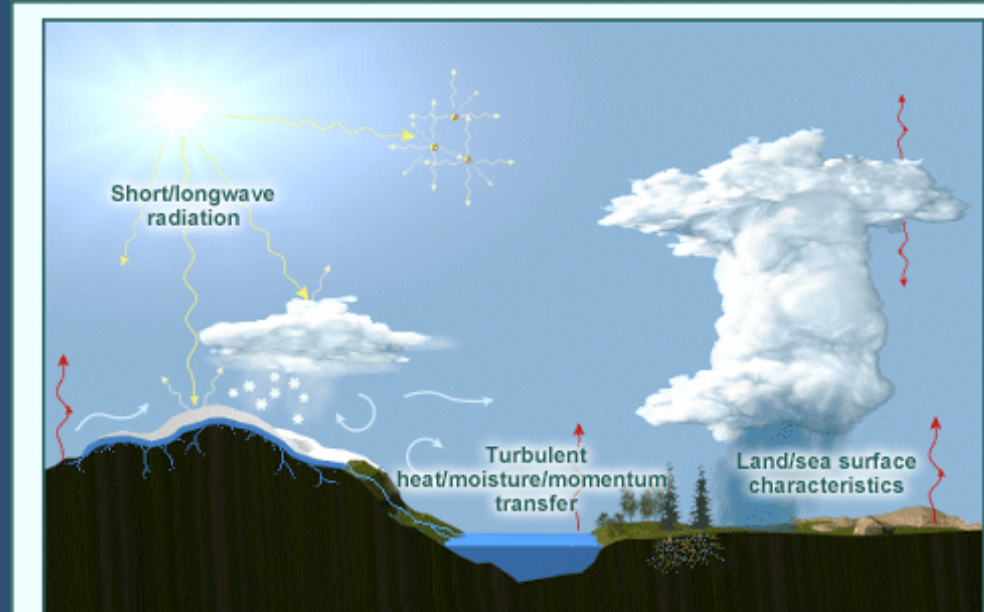 Short/longwave
radiation
Turbulent
heat/moisture/momentum
transfer
Land/sea surface
characteristics